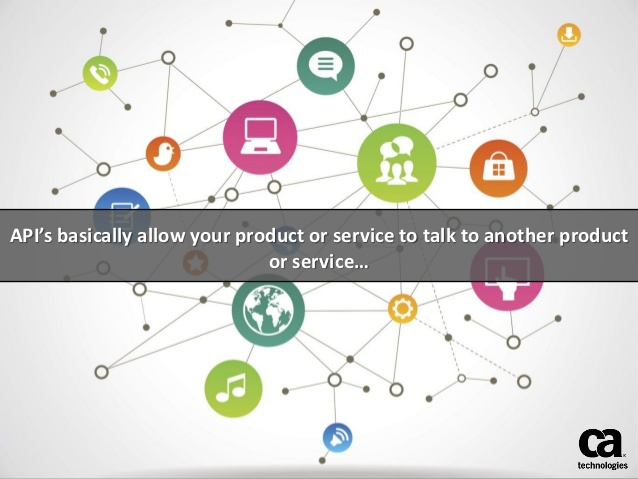 API's basically allow your product or service to talk to another product
or service…
ca
technologies